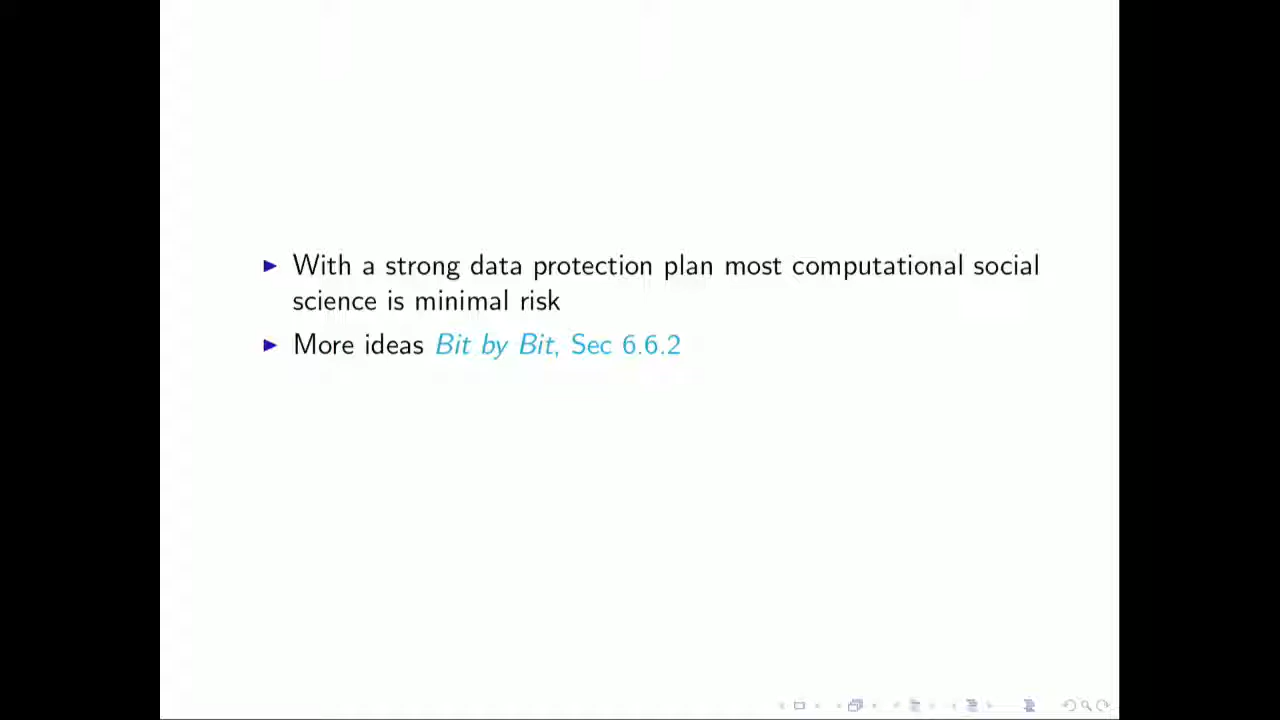 With a strong data protection plan most computational social
science is minimal risk
More ideas Bit by Bit, Sec 6.6.2